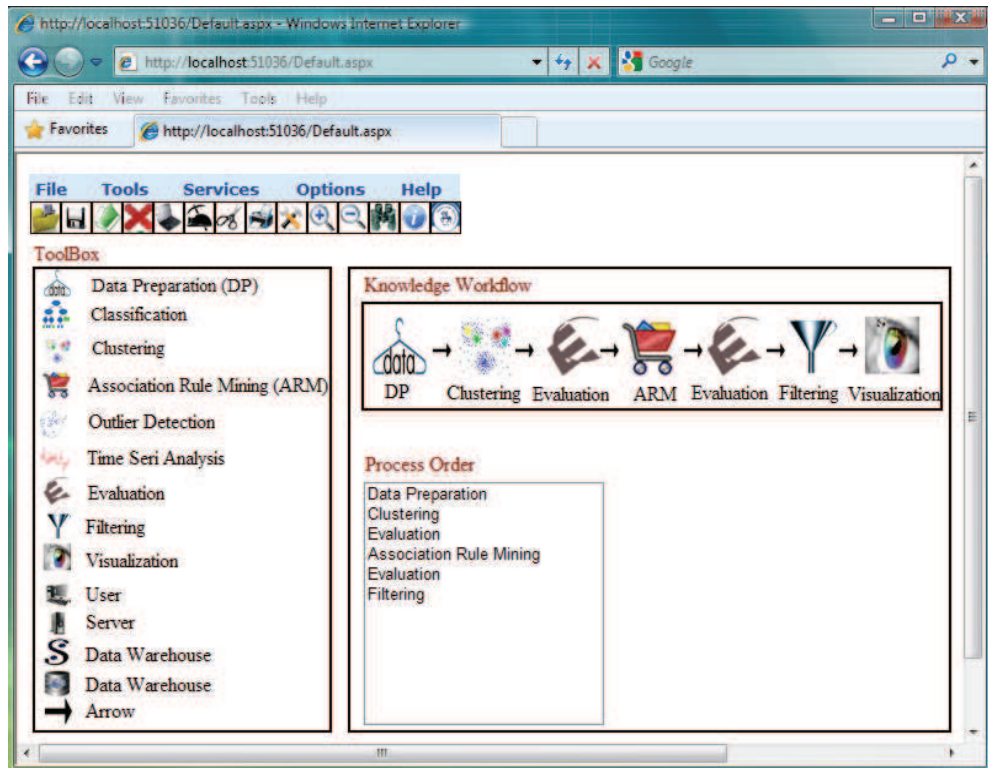 http://localhost:51036/Default.aspx - Windows Internet Explorer
http://localhost:51036/Default.aspx
Google
File Edit View Favorites Tools Help
Favorites
http://localhost:51036/Default.aspx
File Tools Services Options Help
ToolBox
data Data Preparation (DP)
Classification
Clustering
Association Rule Mining (ARM)
Outlier Detection
Time Seri Analysis
Evaluation
Filtering
Visualization
User
Server
S Data Warehouse
Data Warehouse
Arrow
Knowledge Workflow
data
DP Clustering Evaluation ARM Evaluation Filtering Visualization
Process Order
Data Preparation
Clustering
Evaluation
Association Rule Mining
Evaluation
Filtering